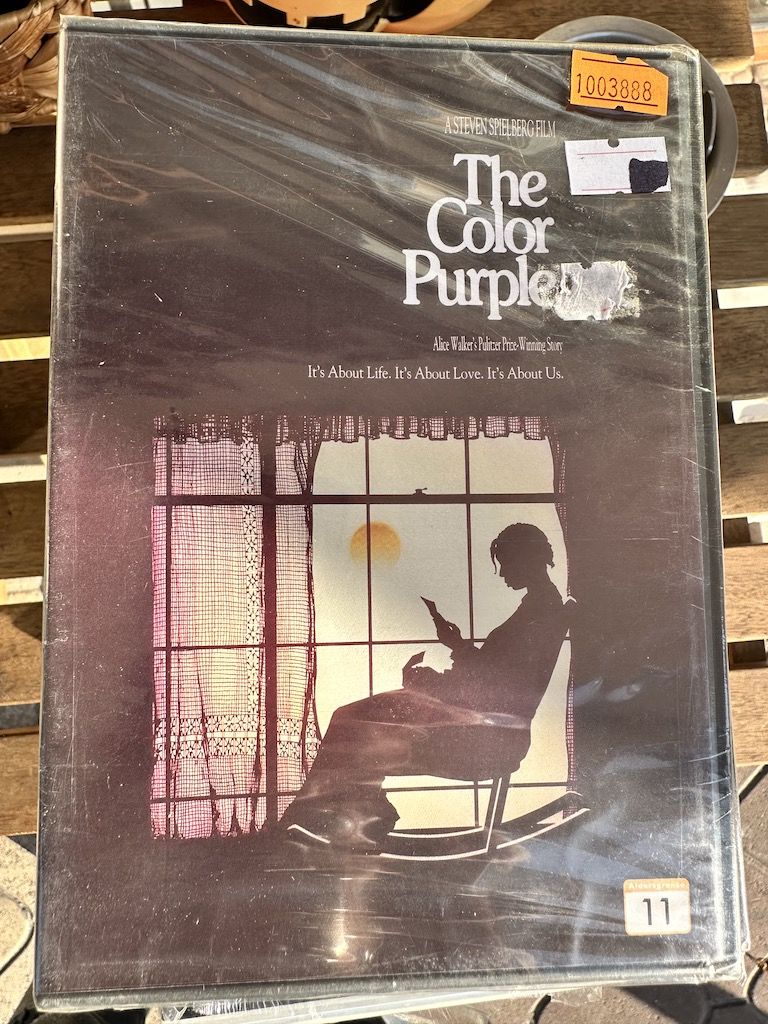 1003888
A STEVEN SPIELBERG FILM
The
Color
Purple
Alice Walker's Pulitzer Prize-Winning Story
It's About Life. It's About Love. It's About Us.
Aldersgrense
11